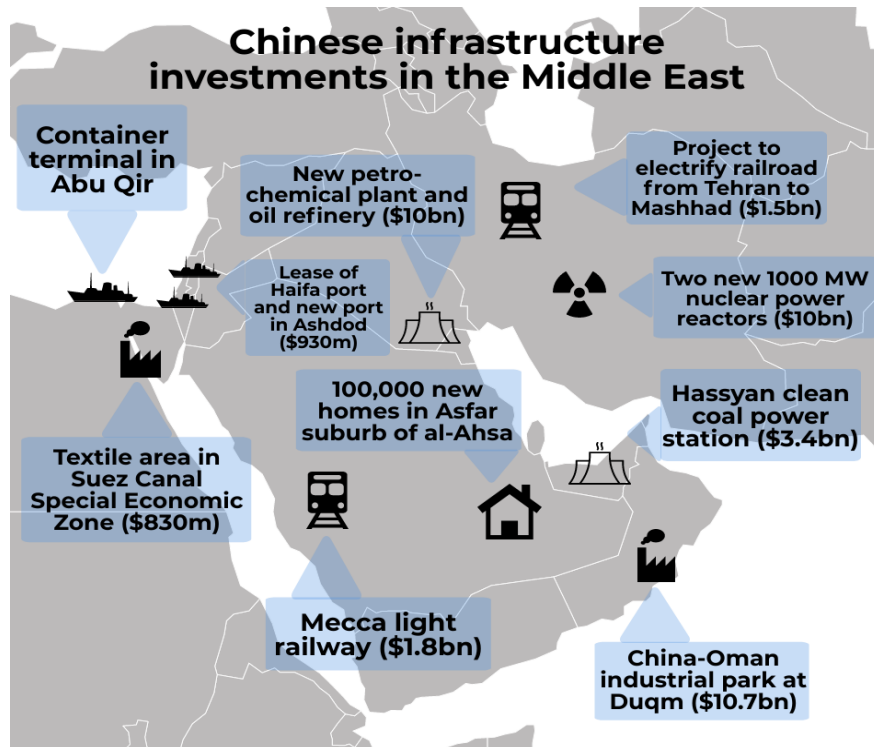 Chinese infrastructure
investments in the Middle East
Container
terminal in
Abu Qir
New petro-
chemical plant and
oil refinery ($10bn)
Project to
electrify railroad
from Tehran to
Mashhad ($1.5bn)
Lease of
Haifa port
and new port
in Ashdod
($930m)
Two new 1000 MW
nuclear power
reactors ($10bn)
100,000 new
homes in Asfar
suburb of al-Ahsa
Hassyan clean
coal power
station ($3.4bn)
Textile area in
Suez Canal
Special Economic
Zone ($830m)
Mecca light
railway ($1.8bn)
China-Oman
industrial park at
Duqm ($10.7bn)